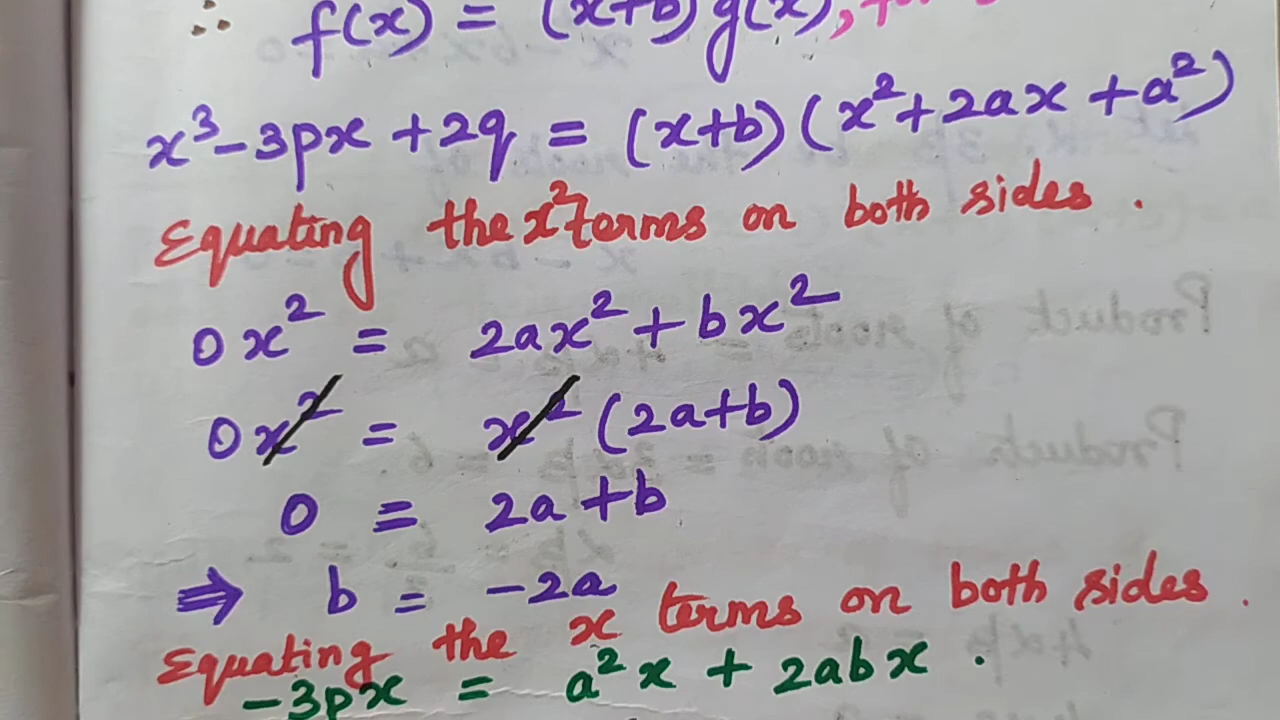 ∴ f(x) = (x+b) g(x), for
x³-3px +2q = (x+b) (x²+2ax +a²)
Equating the x² terms on both sides .
0x² = 2ax² + bx²
0x² = x² (2a+b)
0 = 2a +b
⇒ b = -2a
Equating the x terms on both sides .
-3px = a²x + 2abx .